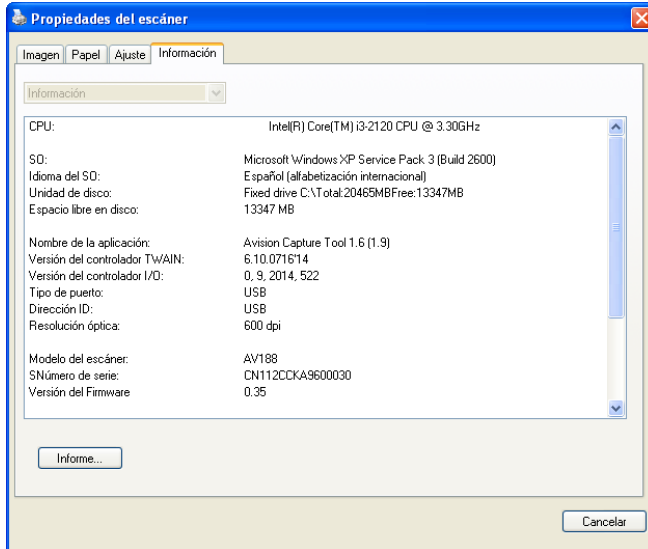 Propiedades del escáner
Imagen Papel Ajuste Información
Información
CPU: Intel(R) Core(TM) i3-2120 CPU @ 3.30GHz
SO: Microsoft Windows XP Service Pack 3 (Build 2600)
Idioma del SO: Español (alfabetización internacional)
Unidad de disco: Fixed drive C:\Total:20465MBFree:13347MB
Espacio libre en disco: 13347 MB
Nombre de la aplicación: Avision Capture Tool 1.6 (1.9)
Versión del controlador TWAIN: 6.10.0716'14
Versión del controlador I/O: 0, 9, 2014, 522
Tipo de puerto: USB
Dirección ID: USB
Resolución óptica: 600 dpi
Modelo del escáner: AV188
SNúmero de serie: CN112CCKA9600030
Versión del Firmware 0.35
Informe...
Cancelar